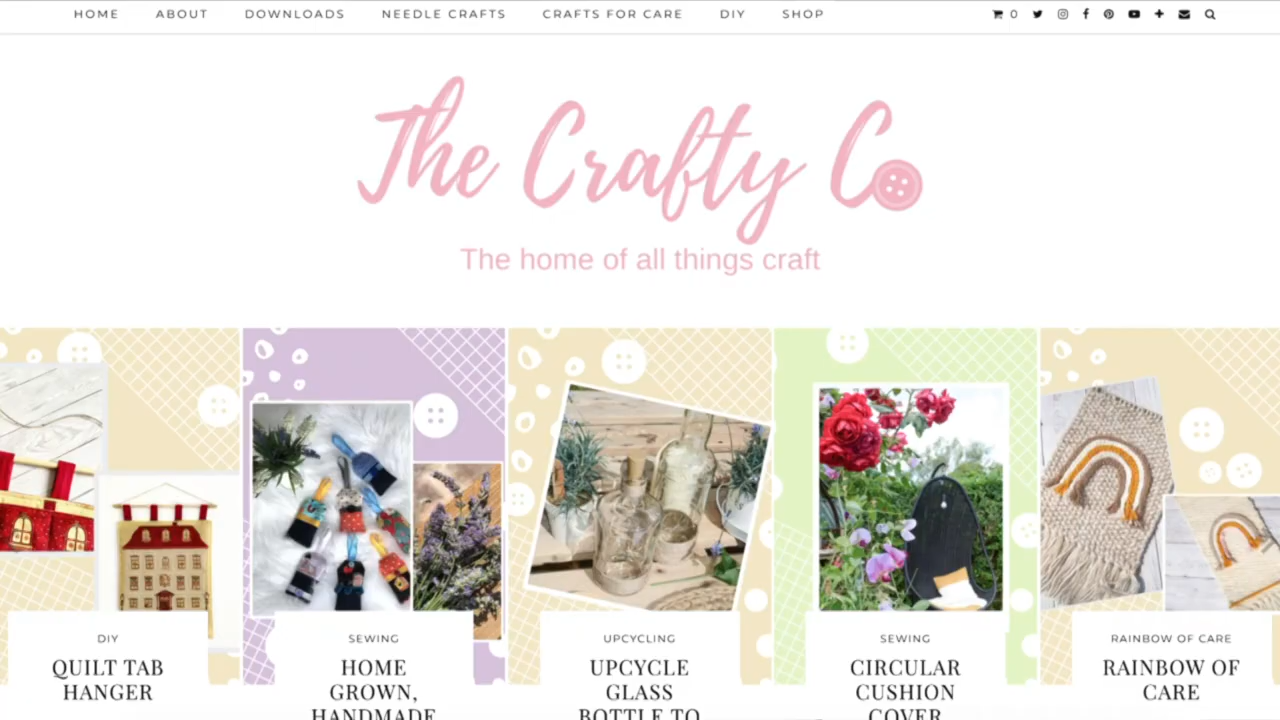 HOME ABOUT DOWNLOADS NEEDLE CRAFTS CRAFTS FOR CARE DIY SHOP 0
The Crafty Co
The home of all things craft
DIY
QUILT TAB
HANGER
SEWING
HOME
GROWN,
HANDMADE
UPCYCLING
UPCYCLE
GLASS
BOTTLE TO
SEWING
CIRCULAR
CUSHION
COVER
RAINBOW OF CARE
RAINBOW OF
CARE